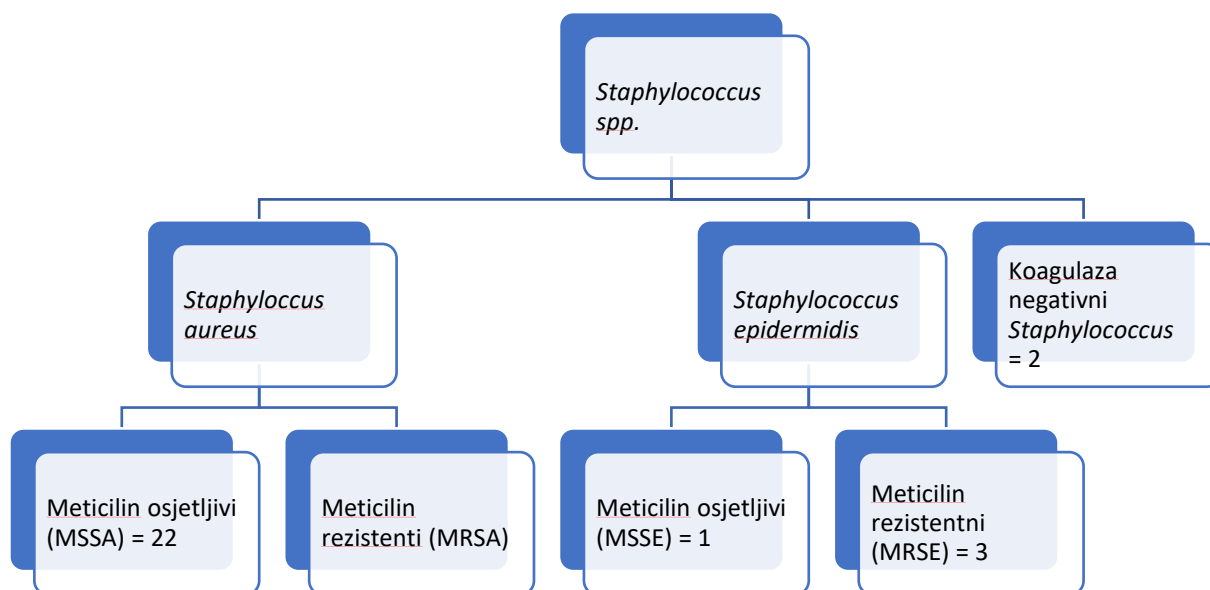 Staphylococcus
spp.
Staphyloccus
aureus
Staphylococcus
epidermidis
Koagulaza
negativni
Staphylococcus
= 2
Meticilin osjetljivi
(MSSA) = 22
Meticilin
rezistenti (MRSA)
Meticilin osjetljivi
(MSSE) = 1
Meticilin
rezistentni
(MRSE) = 3